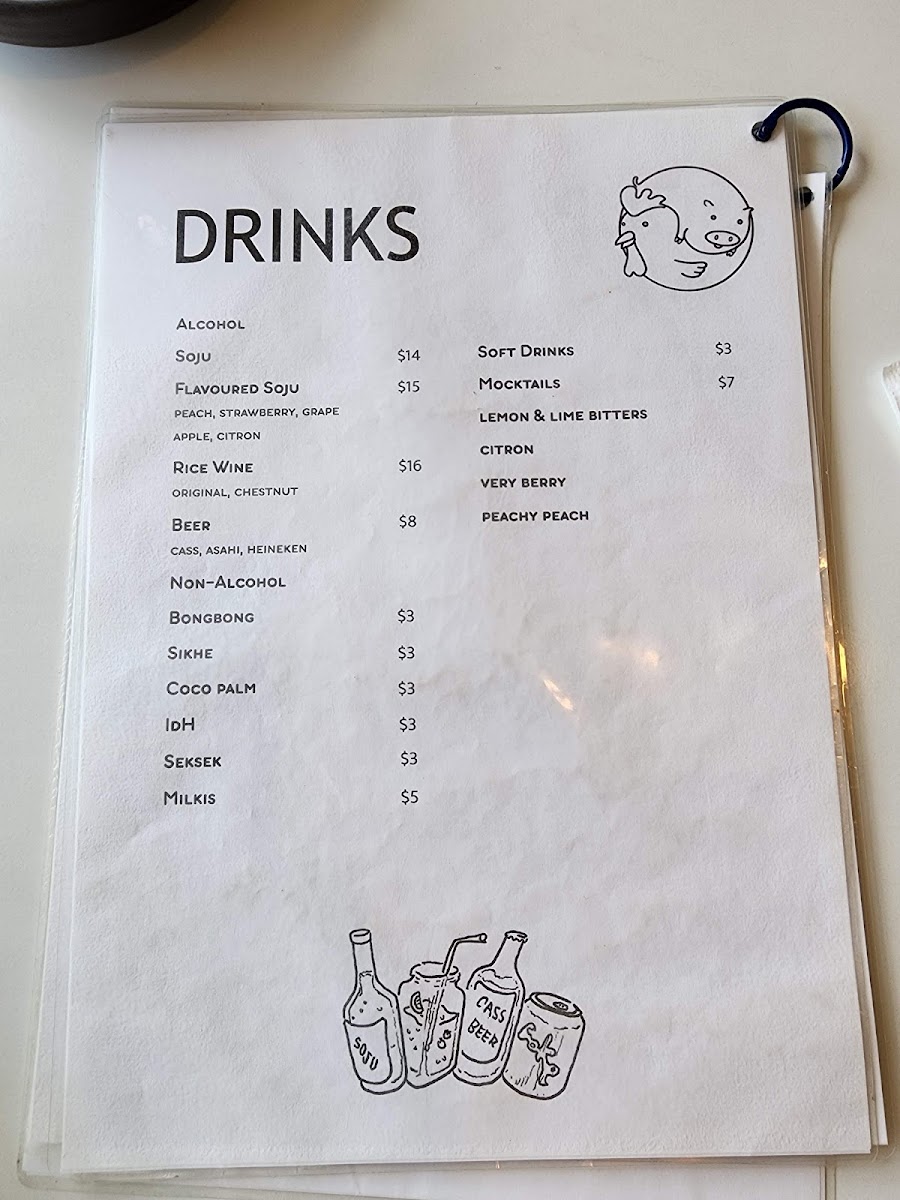 DRINKS
ALCOHOL
SOJU $14
FLAVOURED SOJU $15
PEACH, STRAWBERRY, GRAPE
APPLE, CITRON
RICE WINE $16
ORIGINAL, CHESTNUT
BEER $8
CASS, ASAHI, HEINEKEN
NON-ALCOHOL
BONGBONG $3
SIKHE $3
COCO PALM $3
IDH $3
SEKSEK $3
MILKIS $5
SOFT DRINKS $3
MOCKTAILS $7
LEMON & LIME BITTERS
CITRON
VERY BERRY
PEACHY PEACH
SOJU
CASS
BEER